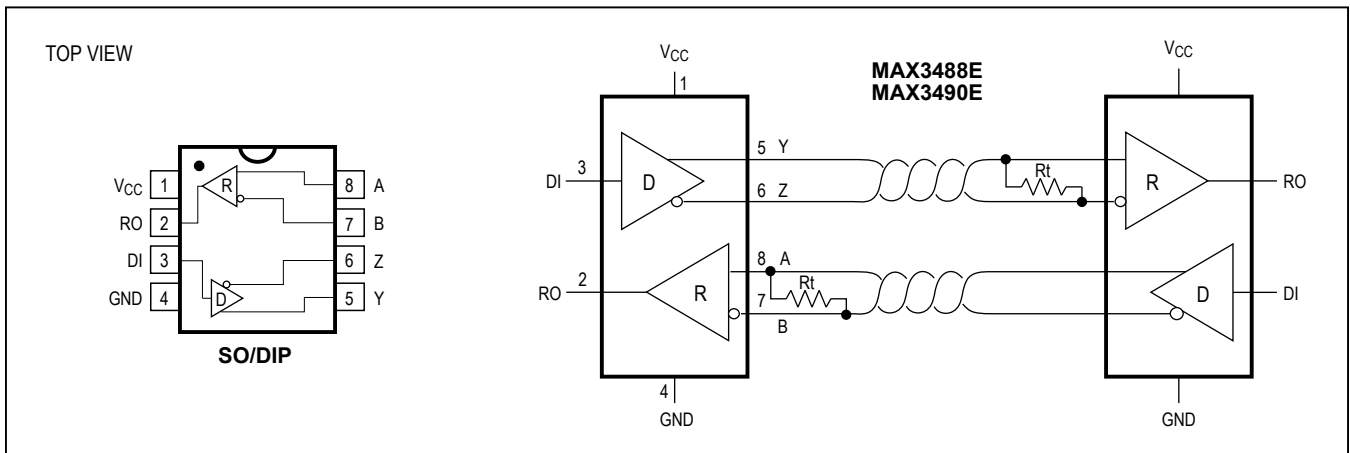 TOP VIEW
VCC 1
RO 2
DI 3
GND 4
8 A
7 B
6 Z
5 Y
R
D
SO/DIP
MAX3488E
MAX3490E
VCC
1
DI 3
D
5 Y
6 Z
Rt
RO 2
R
8 A
7
B
Rt
4
GND
VCC
R
RO
D
DI
GND